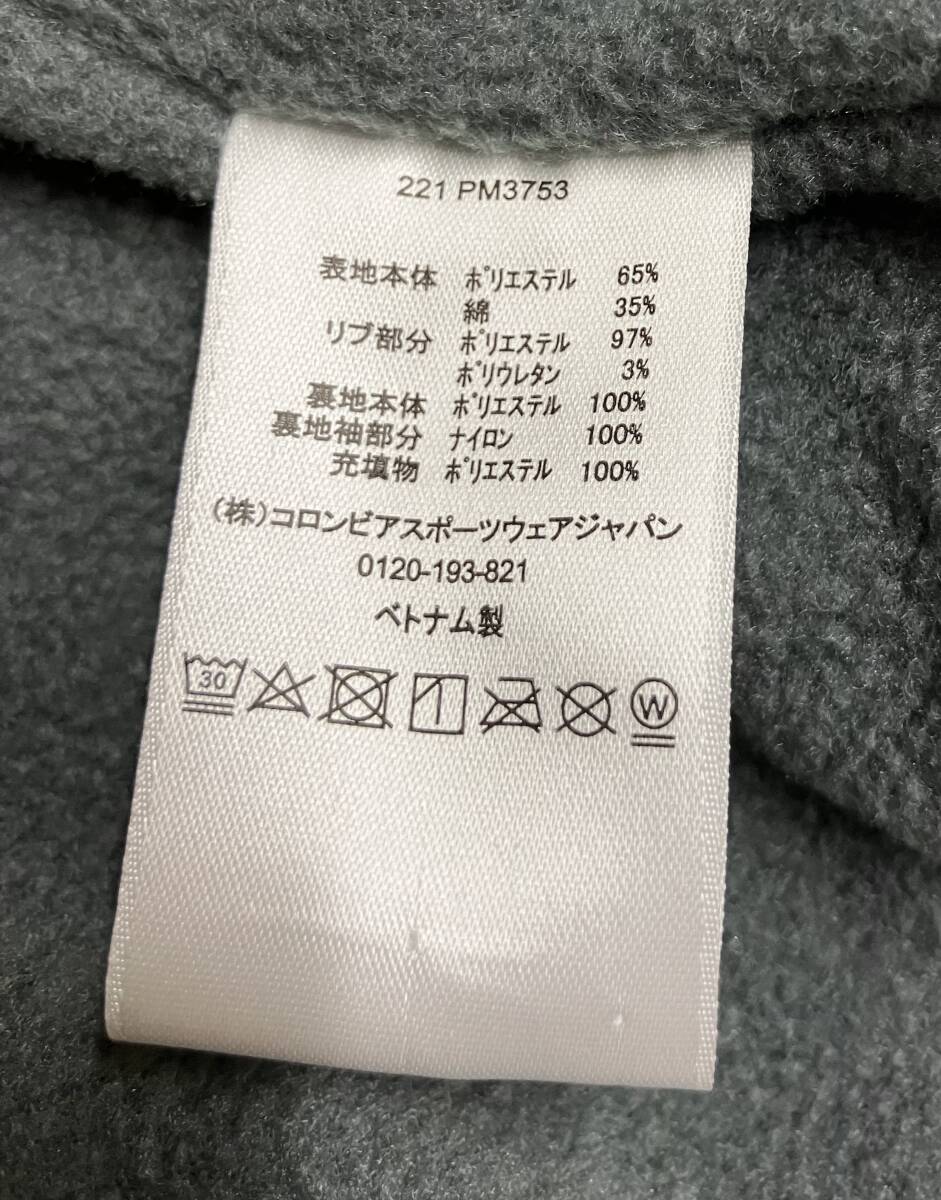 221 PM3753
表地本体 ポリエステル 65%
綿 35%
リブ部分 ポリエステル 97%
ポリウレタン 3%
裏地本体 ポリエステル 100%
裏地袖部分 ナイロン 100%
充填物 ポリエステル 100%
(株)コロンビアスポーツウェアジャパン
0120-193-821
ベトナム製
30 W